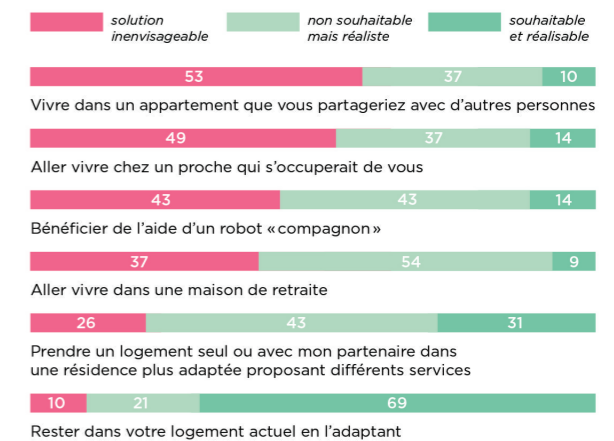 solution
inenvisageable
non souhaitable
mais réaliste
souhaitable
et réalisable
53 37 10
Vivre dans un appartement que vous partageriez avec d'autres personnes
49 37 14
Aller vivre chez un proche qui s'occuperait de vous
43 43 14
Bénéficier de l'aide d'un robot «compagnon»
37 54 9
Aller vivre dans une maison de retraite
26 43 31
Prendre un logement seul ou avec mon partenaire dans
une résidence plus adaptée proposant différents services
10 21 69
Rester dans votre logement actuel en l'adaptant